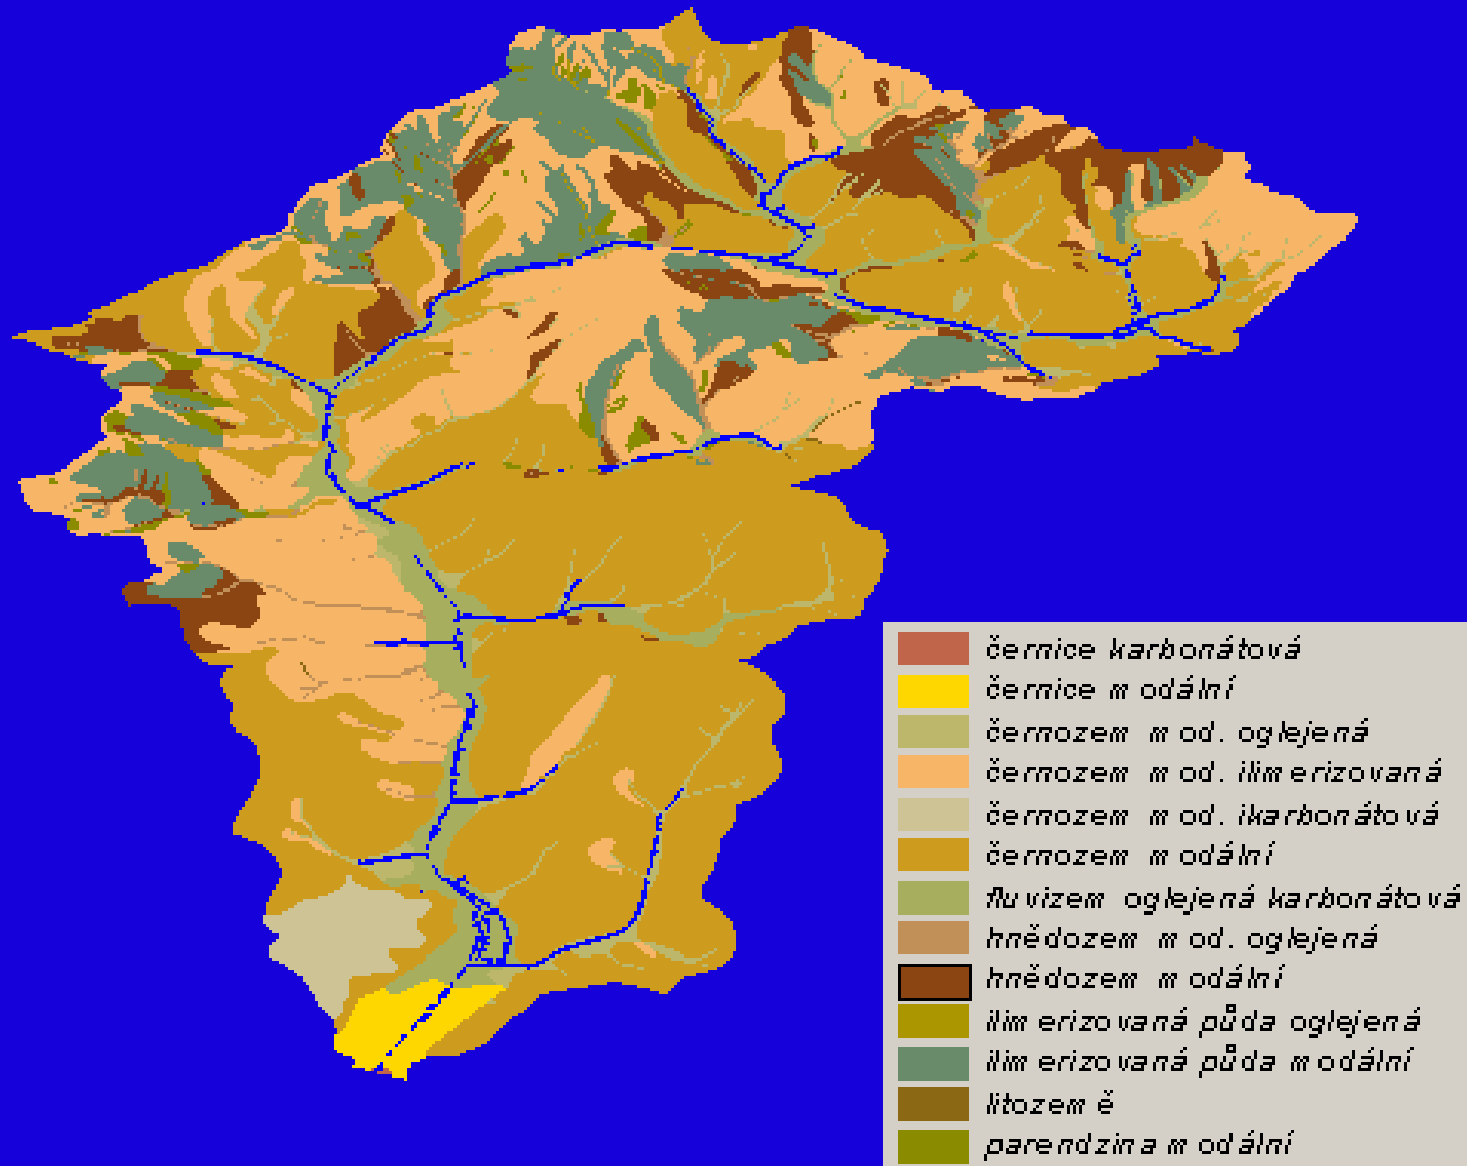 černice karbonátová
černice modální
černozem mod. oglejená
černozem mod. ilimerizovaná
černozem mod. ikarbonátová
černozem modální
fluvizem oglejená karbonátová
hnědozem mod. oglejená
hnědozem modální
ilimerizovaná půda oglejená
ilimerizovaná půda modální
litozemě
parendzina modální